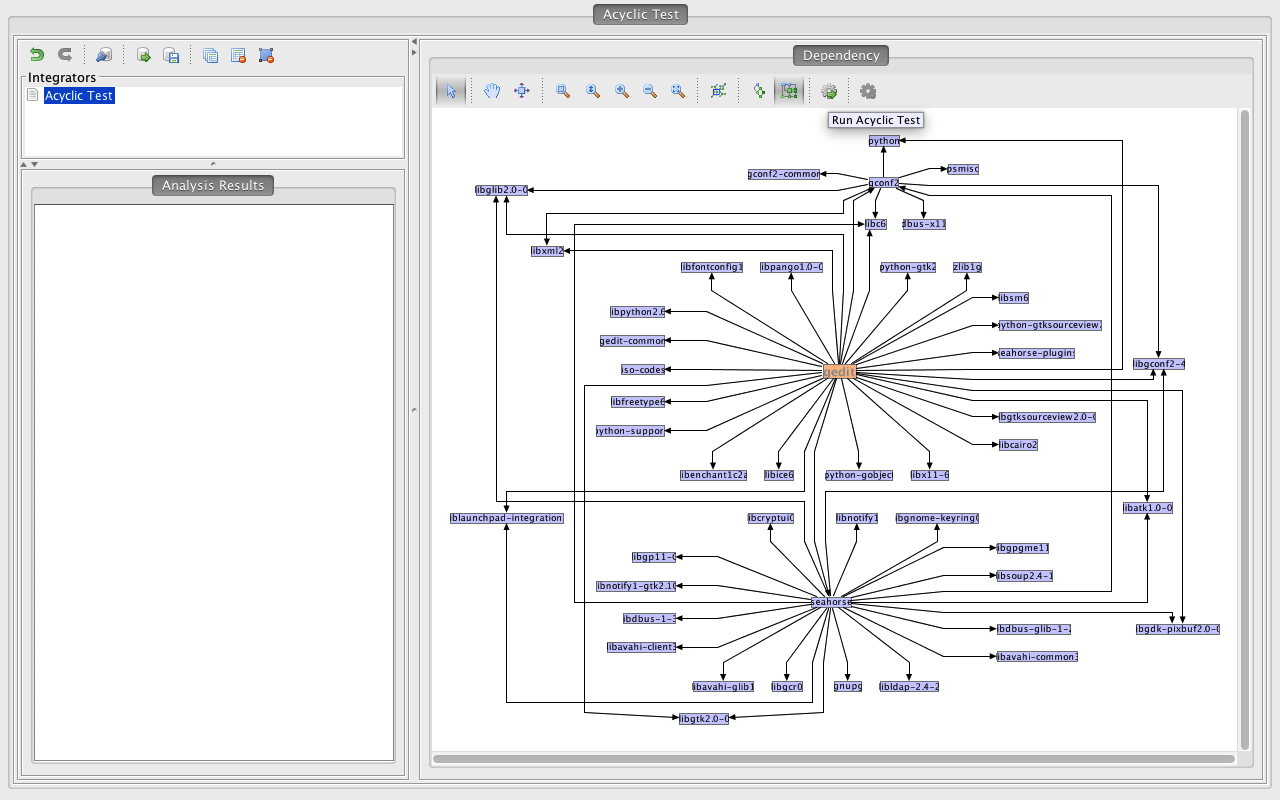 Acyclic Test
Integrators
Acyclic Test
Analysis Results
Dependency
Run Acyclic Test
python
gconf2-common
psmisc
gconf2
libglib2.0-0
libc6
dbus-x11
libxml2
libfontconfig1
libpango1.0-0
python-gtk2
zlib1g
libsm6
libpython2.6
python-gtksourceview
gedit-common
seahorse-plugins
libgconf2-4
iso-codes
gedit
libfreetype6
libgtksourceview2.0-0
python-support
libcairo2
libenchant1c2a
libice6
python-gobject
libx11-6
libatk1.0-0
liblaunchpad-integration
libcryptui0
libnotify1
libgnome-keyring0
libgpgme11
libgp11-0
libsoup2.4-1
libnotify1-gtk2.10
seahorse
libdbus-1-3
libdbus-glib-1-2
libgdk-pixbuf2.0-0
libavahi-client3
libavahi-common3
libavahi-glib1
libgcr0
gnupg
libldap-2.4-2
libgtk2.0-0